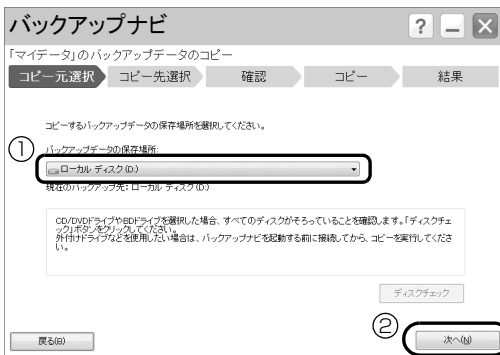 バックアップナビ
?
「マイデータ」のバックアップデータのコピー
コピー元選択 コピー先選択 確認 コピー 結果
コピーするバックアップデータの保存場所を選択してください。
①
バックアップデータの保存場所:
ローカル ディスク(D:)
現在のバックアップ先:ローカル ディスク(D:)
CD/DVDドライブやBDドライブを選択した場合、すべてのディスクがそろっていることを確認します。「ディスクチェ
ック」ボタンをクリックしてください。
外付けドライブなどを使用したい場合は、バックアップナビを起動する前に接続してから、コピーを実行してくださ
い。
ディスクチェック
②
戻る(B) 次へ(N)